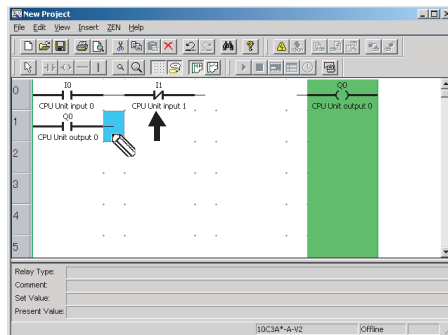 New Project
File Edit View Insert ZEN Help
0
I0
I1
Q0
CPU Unit input 0
CPU Unit input 1
CPU Unit output 0
1
Q0
CPU Unit output 0
2
3
4
5
Relay Type:
Comment:
Set Value:
Present Value:
10C3A*-A-V2
Offline